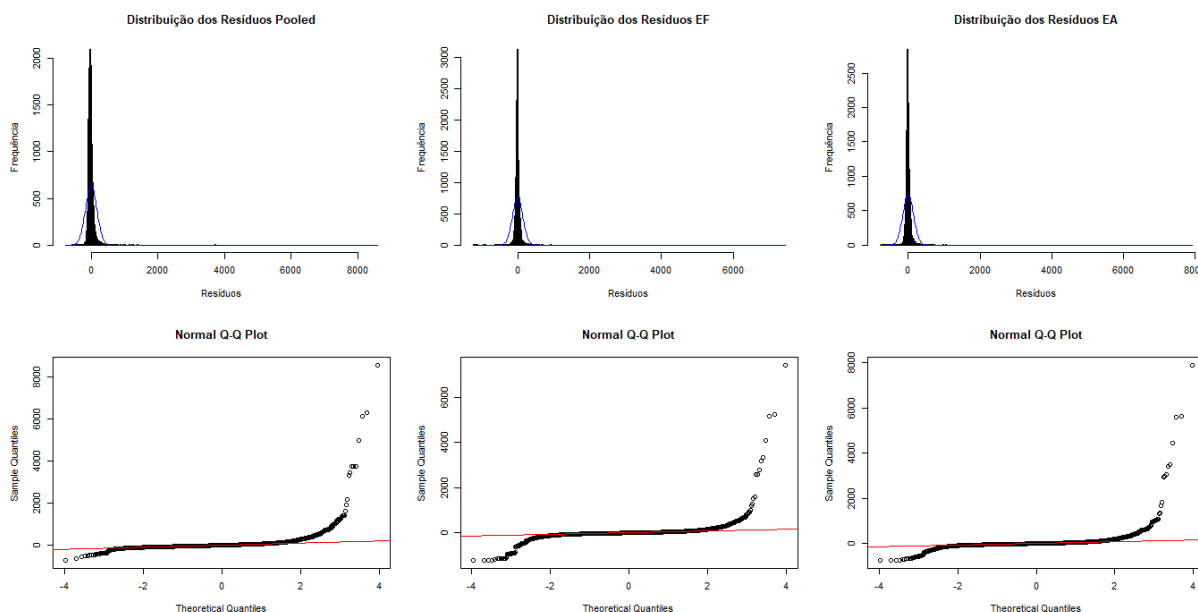 Distribuição dos Resíduos Pooled
Frequência
2000
1500
1000
500
0
0 2000 4000 6000 8000
Resíduos
Distribuição dos Resíduos EF
Frequência
3000
2500
2000
1500
1000
500
0
0 2000 4000 6000
Resíduos
Distribuição dos Resíduos EA
Frequência
2500
2000
1500
1000
500
0
0 2000 4000 6000 800
Resíduos
Normal Q-Q Plot
Sample Quantiles
8000
6000
4000
2000
0
-4 -2 0 2 4
Theoretical Quantiles
Normal Q-Q Plot
Sample Quantiles
6000
4000
2000
0
-4 -2 0 2 4
Theoretical Quantiles
Normal Q-Q Plot
Sample Quantiles
8000
6000
4000
2000
0
-4 -2 0 2 4
Theoretical Quantiles